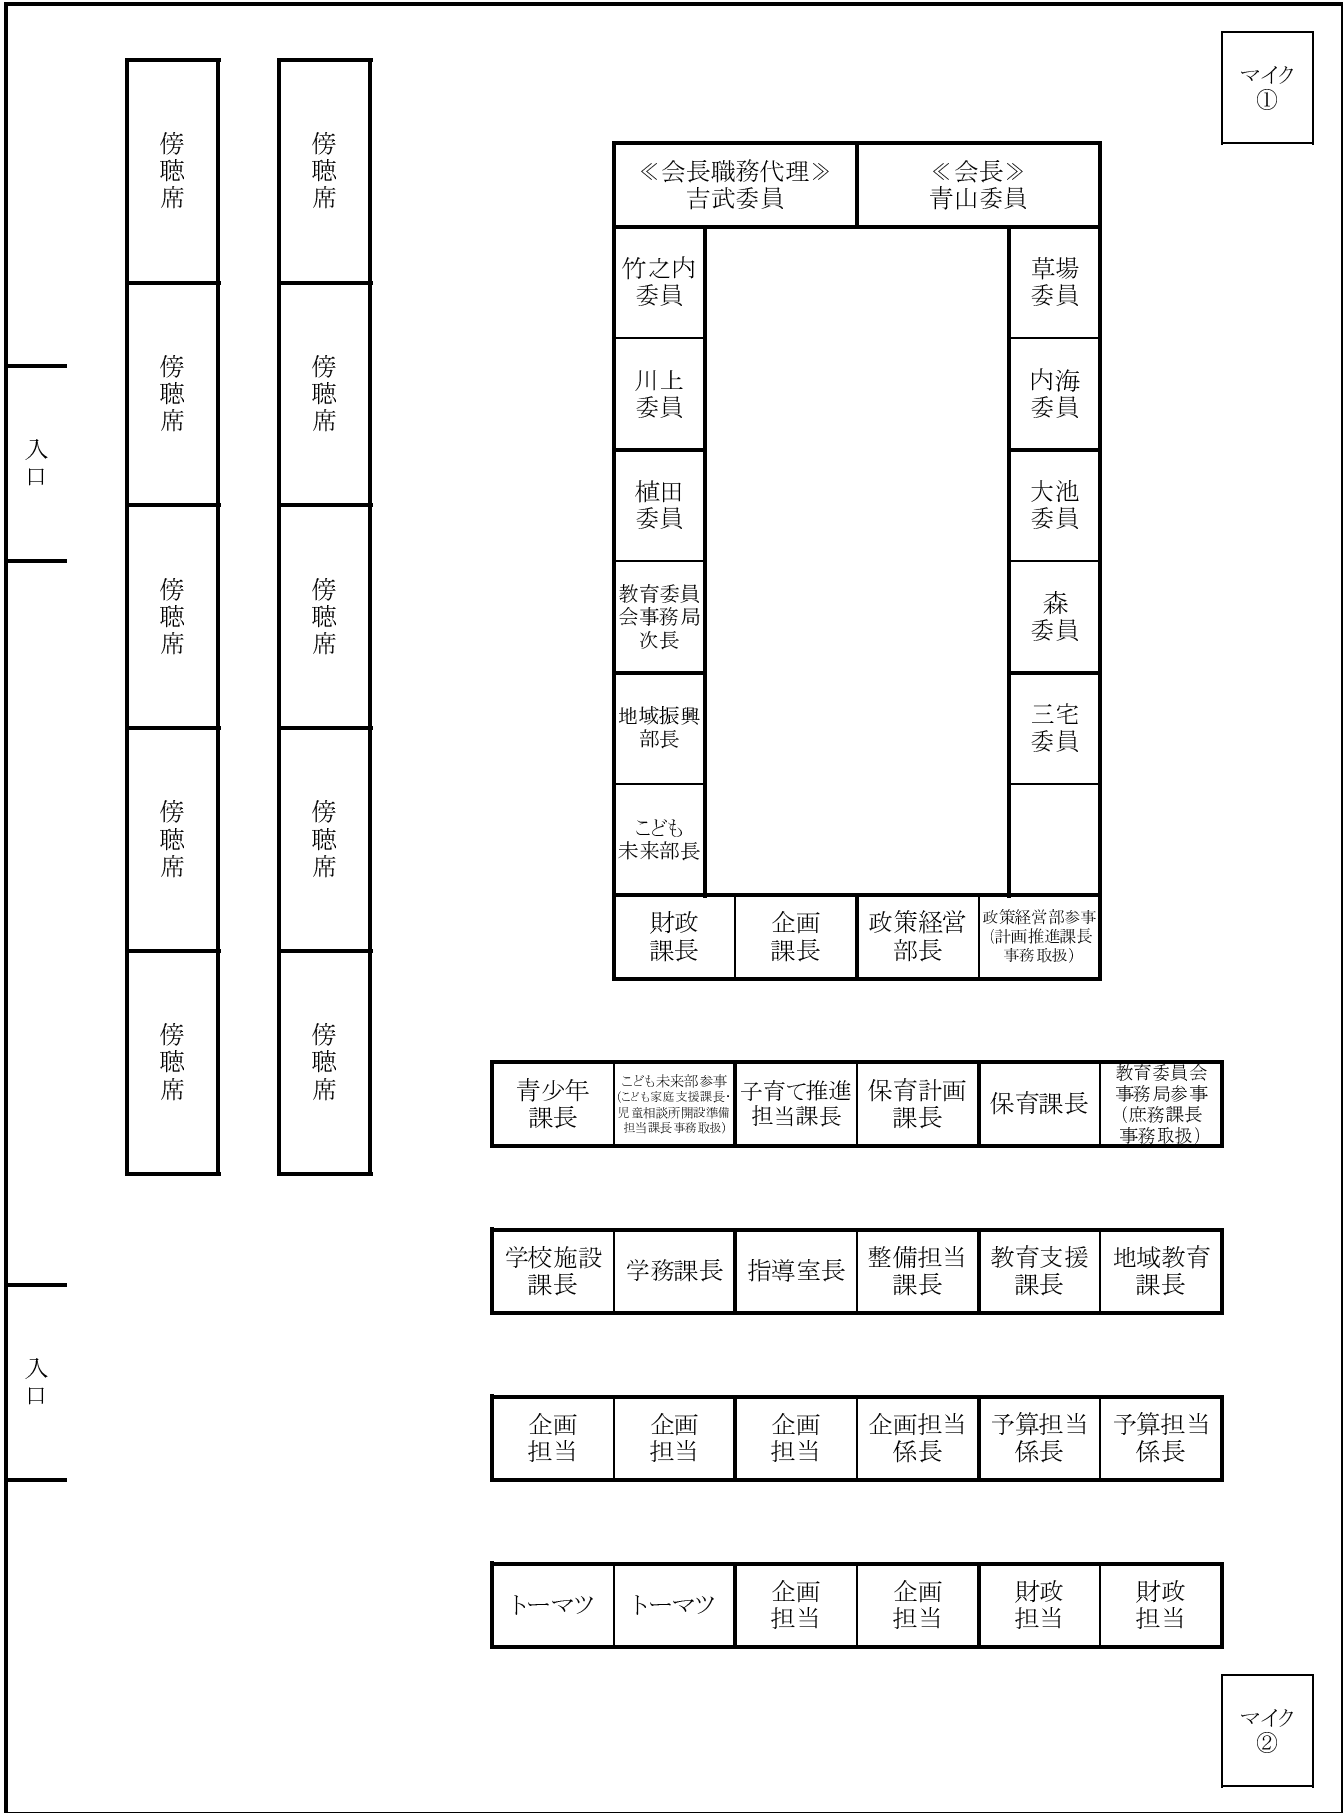 マイク
①
傍聴席
傍聴席
≪会長職務代理≫
吉武委員
≪会長≫
青山委員
竹之内
委員
草場
委員
傍聴席
傍聴席
川上
委員
内海
委員
入口
植田
委員
大池
委員
傍聴席
傍聴席
教育委員
会事務局
次長
森
委員
地域振興
部長
三宅
委員
傍聴席
傍聴席
こども
未来部長
財政
課長
企画
課長
政策経営
部長
政策経営部参事
(計画推進課長
事務取扱)
傍聴席
傍聴席
青少年
課長
こども未来部参事
(こども家庭支援課長・
児童相談所開設準備
担当課長事務取扱)
子育て推進
担当課長
保育計画
課長
保育課長
教育委員会
事務局参事
(庶務課長
事務取扱)
学校施設
課長
学務課長
指導室長
整備担当
課長
教育支援
課長
地域教育
課長
入口
企画
担当
企画
担当
企画
担当
企画担当
係長
予算担当
係長
予算担当
係長
トーマツ
トーマツ
企画
担当
企画
担当
財政
担当
財政
担当
マイク
②